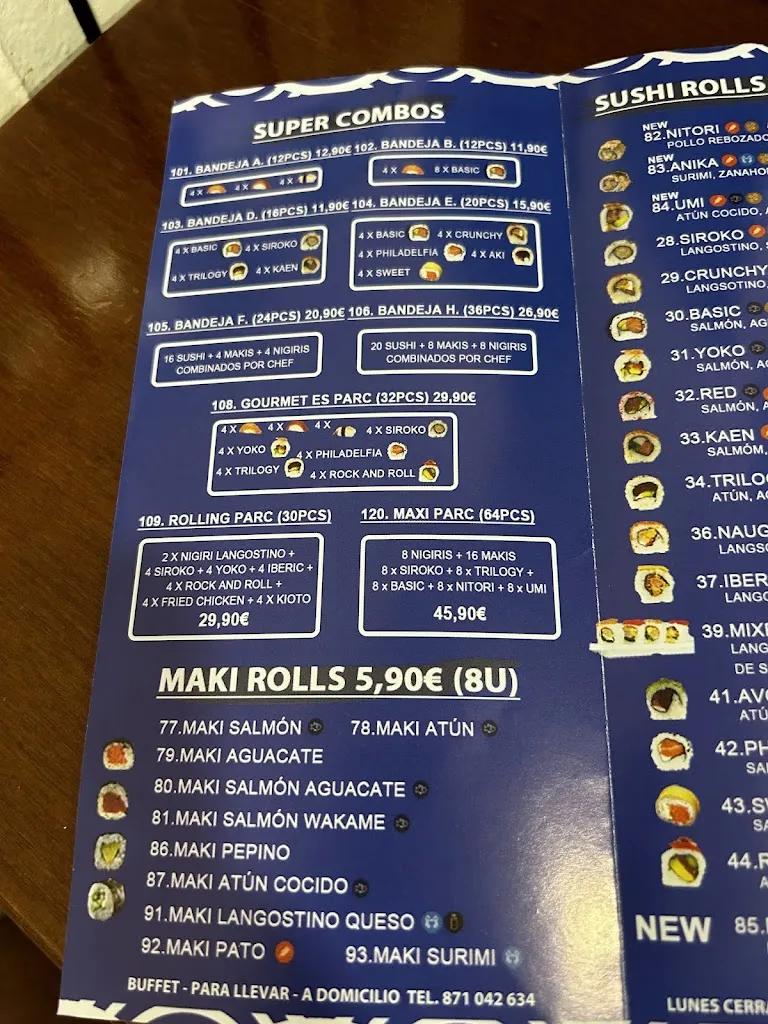 SUPER COMBOS
101. BANDEJA A. (12PCS) 12,90€
4 X 4 X 4 X
102. BANDEJA B. (12PCS) 11,90€
4 X 8 X BASIC
103. BANDEJA D. (16PCS) 11,90€
4 X BASIC 4 X SIROKO
4 X TRILOGY 4 X KAEN
104. BANDEJA E. (20PCS) 15,90€
4 X BASIC 4 X CRUNCHY
4 X PHILADELFIA 4 X AKI
4 X SWEET
105. BANDEJA F. (24PCS) 20,90€
16 SUSHI + 4 MAKIS + 4 NIGIRIS
COMBINADOS POR CHEF
106. BANDEJA H. (36PCS) 26,90€
20 SUSHI + 8 MAKIS + 8 NIGIRIS
COMBINADOS POR CHEF
108. GOURMET ES PARC (32PCS) 29,90€
4 X 4 X 4 X 4 X SIROKO
4 X YOKO 4 X PHILADELFIA
4 X TRILOGY 4 X ROCK AND ROLL
109. ROLLING PARC (30PCS)
2 X NIGIRI LANGOSTINO +
4 SIROKO + 4 YOKO + 4 IBERIC +
4 X ROCK AND ROLL +
4 X FRIED CHICKEN + 4 X KIOTO
29,90€
120. MAXI PARC (64PCS)
8 NIGIRIS + 16 MAKIS
8 x SIROKO + 8 x TRILOGY +
8 x BASIC + 8 x NITORI + 8 x UMI
45,90€
MAKI ROLLS 5,90€ (8U)
77.MAKI SALMÓN 78.MAKI ATÚN
79.MAKI AGUACATE
80.MAKI SALMÓN AGUACATE
81.MAKI SALMÓN WAKAME
86.MAKI PEPINO
87.MAKI ATÚN COCIDO
91.MAKI LANGOSTINO QUESO
92.MAKI PATO 93.MAKI SURIMI
BUFFET - PARA LLEVAR - A DOMICILIO TEL. 871 042 634
SUSHI ROLLS
NEW
82.NITORI
POLLO REBOZADO
NEW
83.ANIKA
SURIMI, ZANAHO
NEW
84.UMI
ATÚN COCIDO, A
28.SIROKO
LANGOSTINO, S
29.CRUNCHY
LANGSOTINO,
30.BASIC
SALMÓN, AG
31.YOKO
SALMÓN, AG
32.RED
SALMÓN, A
33.KAEN
SALMÓM,
34.TRILOG
ATÚN, AG
36.NAUG
LANGS
37.IBER
LANGO
39.MIX
LANG
DE S
41.AVO
ATÚ
42.PH
SA
43.SW
SA
44.R
A
NEW 85.
LUNES CERRA